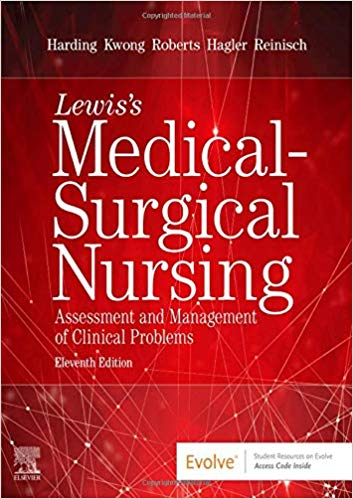 Harding Kwong Roberts Hagler Reinisch
Lewis's
Medical-
Surgical
Nursing
Assessment and Management
of Clinical Problems
Eleventh Edition
ELSEVIER
Evolve®
Student Resources on Evolve
Access Code Inside